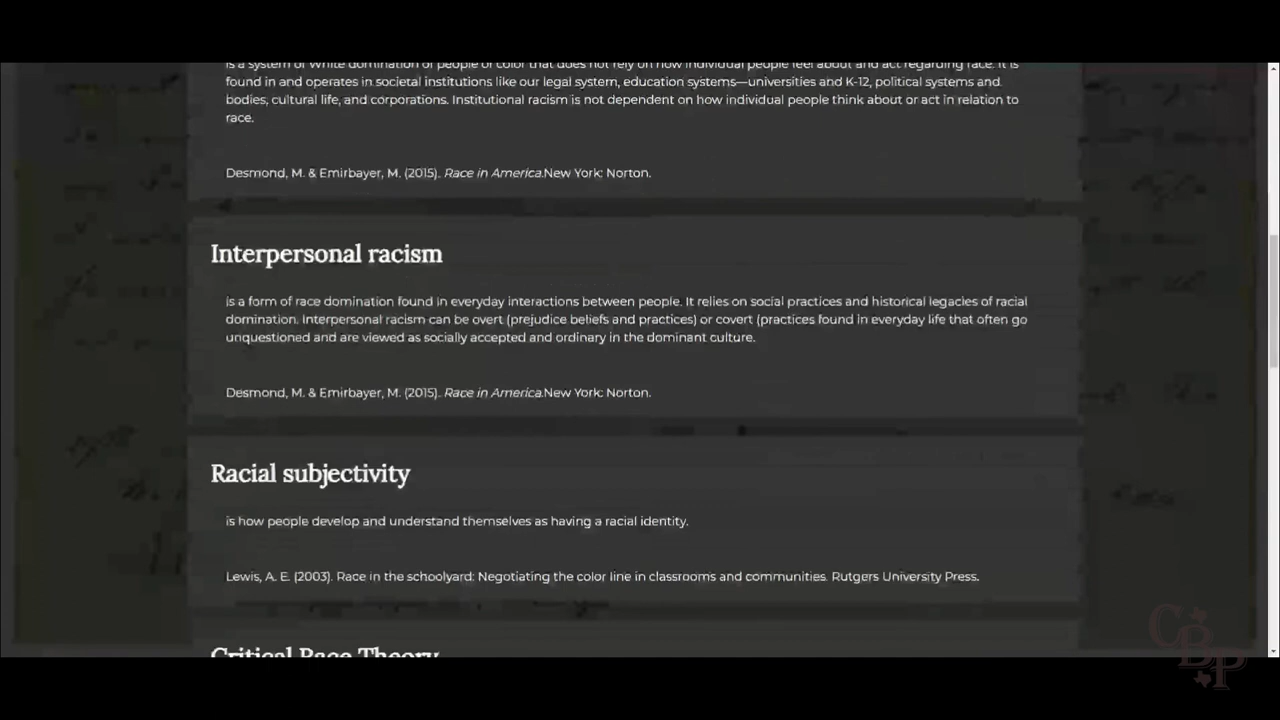 is a system of White domination of people of color that does not rely on how individual people feel about and act regarding race. It is
found in and operates in societal institutions like our legal system, education systems—universities and K-12, political systems and
bodies, cultural life, and corporations. Institutional racism is not dependent on how individual people think about or act in relation to
race.
Desmond, M. & Emirbayer, M. (2015). Race in America.New York: Norton.
Interpersonal racism
is a form of race domination found in everyday interactions between people. It relies on social practices and historical legacies of racial
domination. Interpersonal racism can be overt (prejudice beliefs and practices) or covert (practices found in everyday life that often go
unquestioned and are viewed as socially accepted and ordinary in the dominant culture.
Desmond, M. & Emirbayer, M. (2015). Race in America.New York: Norton.
Racial subjectivity
is how people develop and understand themselves as having a racial identity.
Lewis, A. E. (2003). Race in the schoolyard: Negotiating the color line in classrooms and communities. Rutgers University Press.
Critical Race Theory
CBP